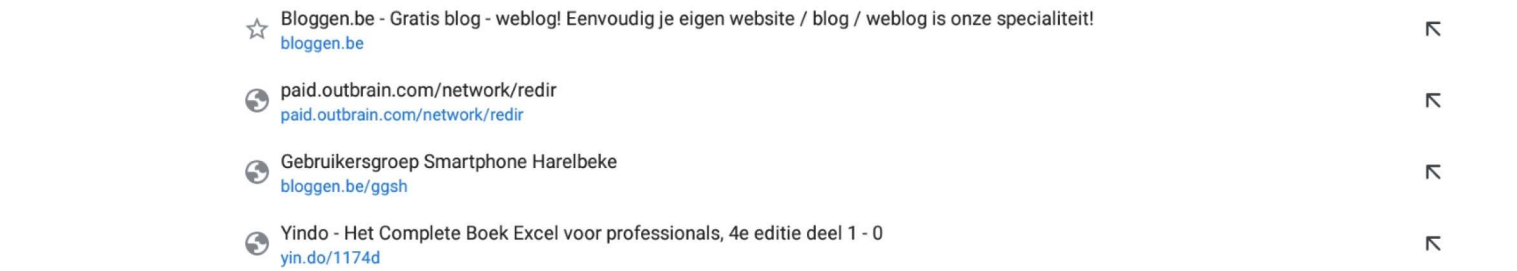 Bloggen.be - Gratis blog - weblog! Eenvoudig je eigen website / blog / weblog is onze specialiteit!
bloggen.be
paid.outbrain.com/network/redir
paid.outbrain.com/network/redir
Gebruikersgroep Smartphone Harelbeke
bloggen.be/ggsh
Yindo - Het Complete Boek Excel voor professionals, 4e editie deel 1 - 0
yin.do/1174d